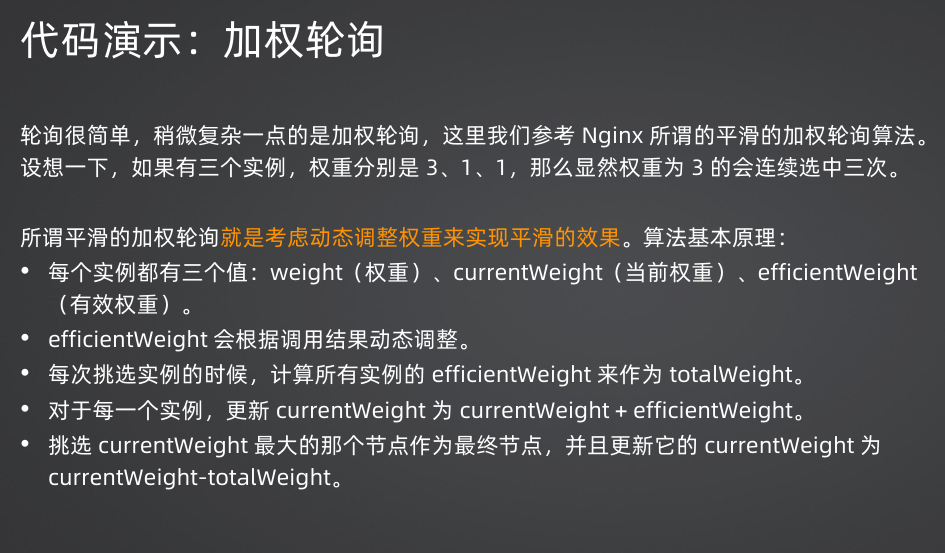 代码演示：加权轮询
轮询很简单，稍微复杂一点的是加权轮询，这里我们参考 Nginx 所谓的平滑的加权轮询算法。
设想一下，如果有三个实例，权重分别是 3、1、1，那么显然权重为 3 的会连续选中三次。
所谓平滑的加权轮询就是考虑动态调整权重来实现平滑的效果。算法基本原理：
• 每个实例都有三个值：weight（权重）、currentWeight（当前权重）、efficientWeight
（有效权重）。
• efficientWeight 会根据调用结果动态调整。
• 每次挑选实例的时候，计算所有实例的 efficientWeight 来作为 totalWeight。
• 对于每一个实例，更新 currentWeight 为 currentWeight + efficientWeight。
• 挑选 currentWeight 最大的那个节点作为最终节点，并且更新它的 currentWeight 为
currentWeight-totalWeight。